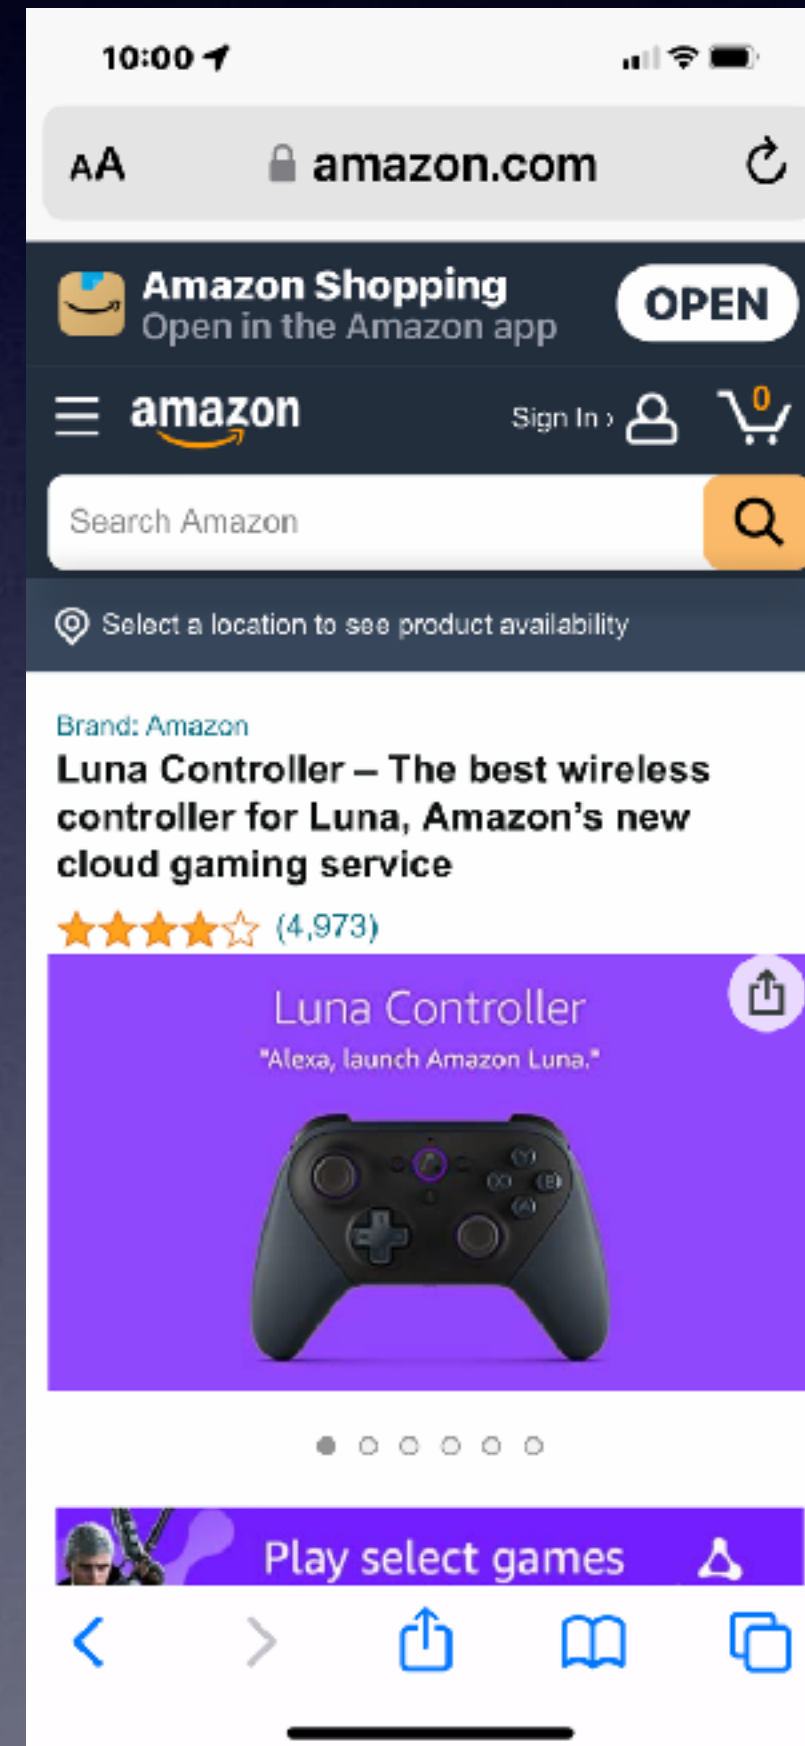 10:00
AA amazon.com
Amazon Shopping
Open in the Amazon app
OPEN
amazon
Sign In ›
0
Search Amazon
Select a location to see product availability
Brand: Amazon
Luna Controller – The best wireless
controller for Luna, Amazon's new
cloud gaming service
(4,973)
Luna Controller
"Alexa, launch Amazon Luna."
Y
X B
A
Play select games